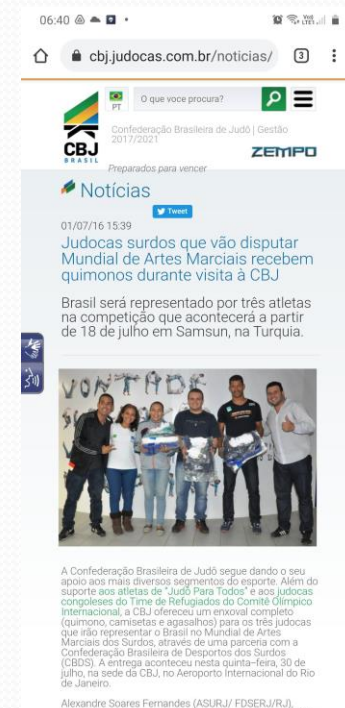 06:40
cbj.judocas.com.br/noticias/
3
PT
O que voce procura?
Confederação Brasileira de Judô | Gestão
2017/2021
CBJ
BRASIL
ZEMPO
Preparados para vencer
Notícias
Tweet
01/07/16 15:39
Judocas surdos que vão disputar
Mundial de Artes Marciais recebem
quimonos durante visita à CBJ
Brasil será representado por três atletas
na competição que acontecerá a partir
de 18 de julho em Samsun, na Turquia.
VONTADE
A Confederação Brasileira de Judô segue dando o seu
apoio aos mais diversos segmentos do esporte. Além do
suporte aos atletas de "Judô Para Todos" e aos judocas
congoleses do Time de Refugiados do Comitê Olímpico
Internacional, a CBJ ofereceu um enxoval completo
(quimono, camisetas e agasalhos) para os três judocas
que irão representar o Brasil no Mundial de Artes
Marciais dos Surdos, através de uma parceria com a
Confederação Brasileira de Desportos dos Surdos
(CBDS). A entrega aconteceu nesta quinta-feira, 30 de
julho, na sede da CBJ, no Aeroporto Internacional do Rio
de Janeiro.
Alexandre Soares Fernandes (ASURJ/ FDSERJ/RJ),